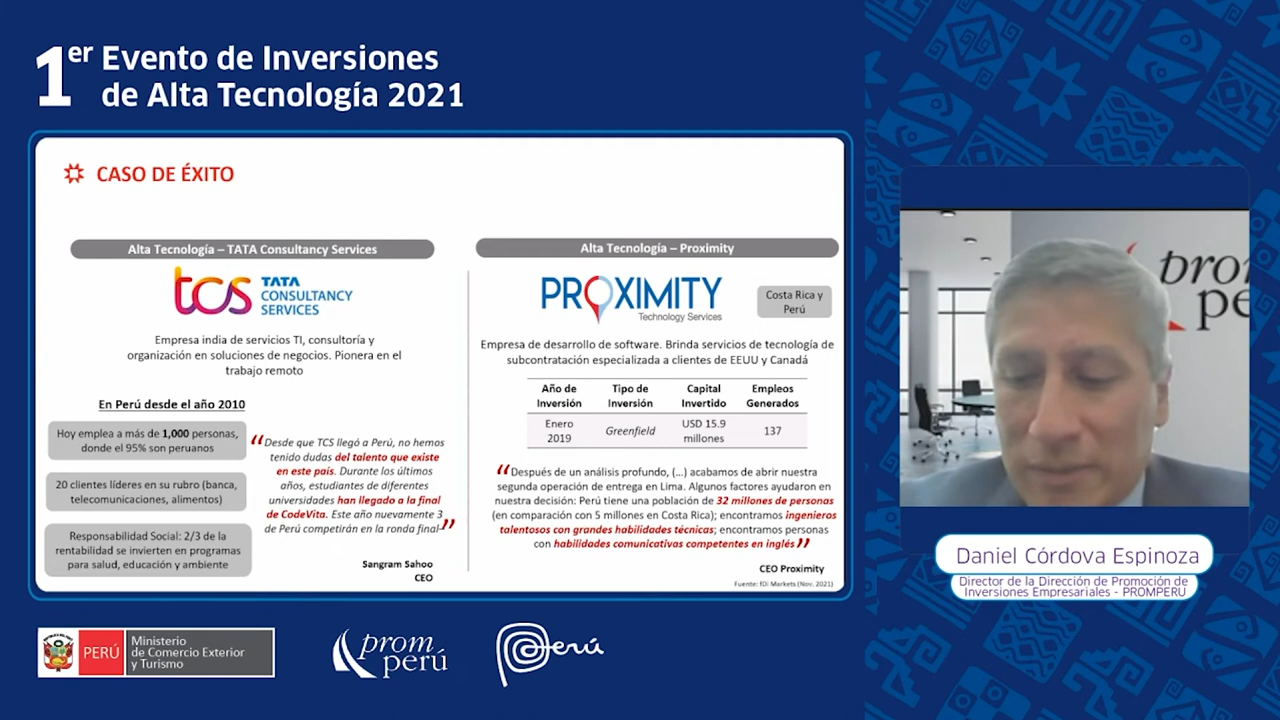 1er Evento de Inversiones
de Alta Tecnología 2021
CASO DE ÉXITO
Alta Tecnología – TATA Consultancy Services
tcs TATA
CONSULTANCY
SERVICES
Empresa india de servicios TI, consultoría y
organización en soluciones de negocios. Pionera en el
trabajo remoto
En Perú desde el año 2010
Hoy emplea a más de 1,000 personas,
donde el 95% son peruanos
20 clientes líderes en su rubro (banca,
telecomunicaciones, alimentos)
Responsabilidad Social: 2/3 de la
rentabilidad se invierten en programas
para salud, educación y ambiente
“Desde que TCS llegó a Perú, no hemos
tenido dudas del talento que existe
en este país. Durante los últimos
años, estudiantes de diferentes
universidades han llegado a la final
de CodeVita. Este año nuevamente 3
de Perú competirán en la ronda final”
Sangram Sahoo
CEO
Alta Tecnología – Proximity
PROXIMITY
Technology Services
Costa Rica y
Perú
Empresa de desarrollo de software. Brinda servicios de tecnología de
subcontratación especializada a clientes de EEUU y Canadá
Año de Inversión Tipo de Inversión Capital Invertido Empleos Generados
Enero 2019 Greenfield USD 15.9 millones 137
“Después de un análisis profundo, (...) acabamos de abrir nuestra
segunda operación de entrega en Lima. Algunos factores ayudaron en
nuestra decisión: Perú tiene una población de 32 millones de personas
(en comparación con 5 millones en Costa Rica); encontramos ingenieros
talentosos con grandes habilidades técnicas; encontramos personas
con habilidades comunicativas competentes en inglés”
CEO Proximity
Fuente: fDi Markets (Nov. 2021)
prom
pe
Daniel Córdova Espinoza
Director de la Dirección de Promoción de
Inversiones Empresariales - PROMPERÚ
PERÚ
Ministerio
de Comercio Exterior
y Turismo
prom
perú
Perú